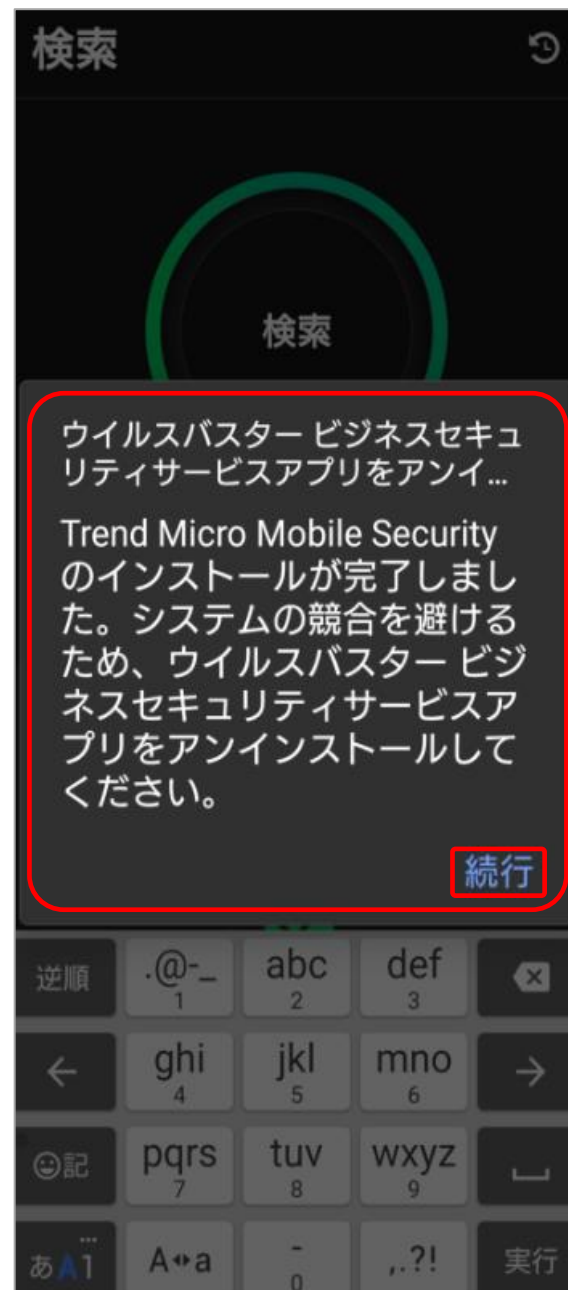 検索
検索
ウイルスバスター ビジネスセキュ
リティサービスアプリをアンイ...
Trend Micro Mobile Security
のインストールが完了しまし
た。システムの競合を避ける
ため、ウイルスバスター ビジ
ネスセキュリティサービスア
プリをアンインストールして
ください。
続行
逆順 .@-_ abc def
1 2 3
← ghi jkl mno →
4 5 6
☺記 pqrs tuv wxyz
7 8 9
あA1 A⇔a - ,.?! 実行
0